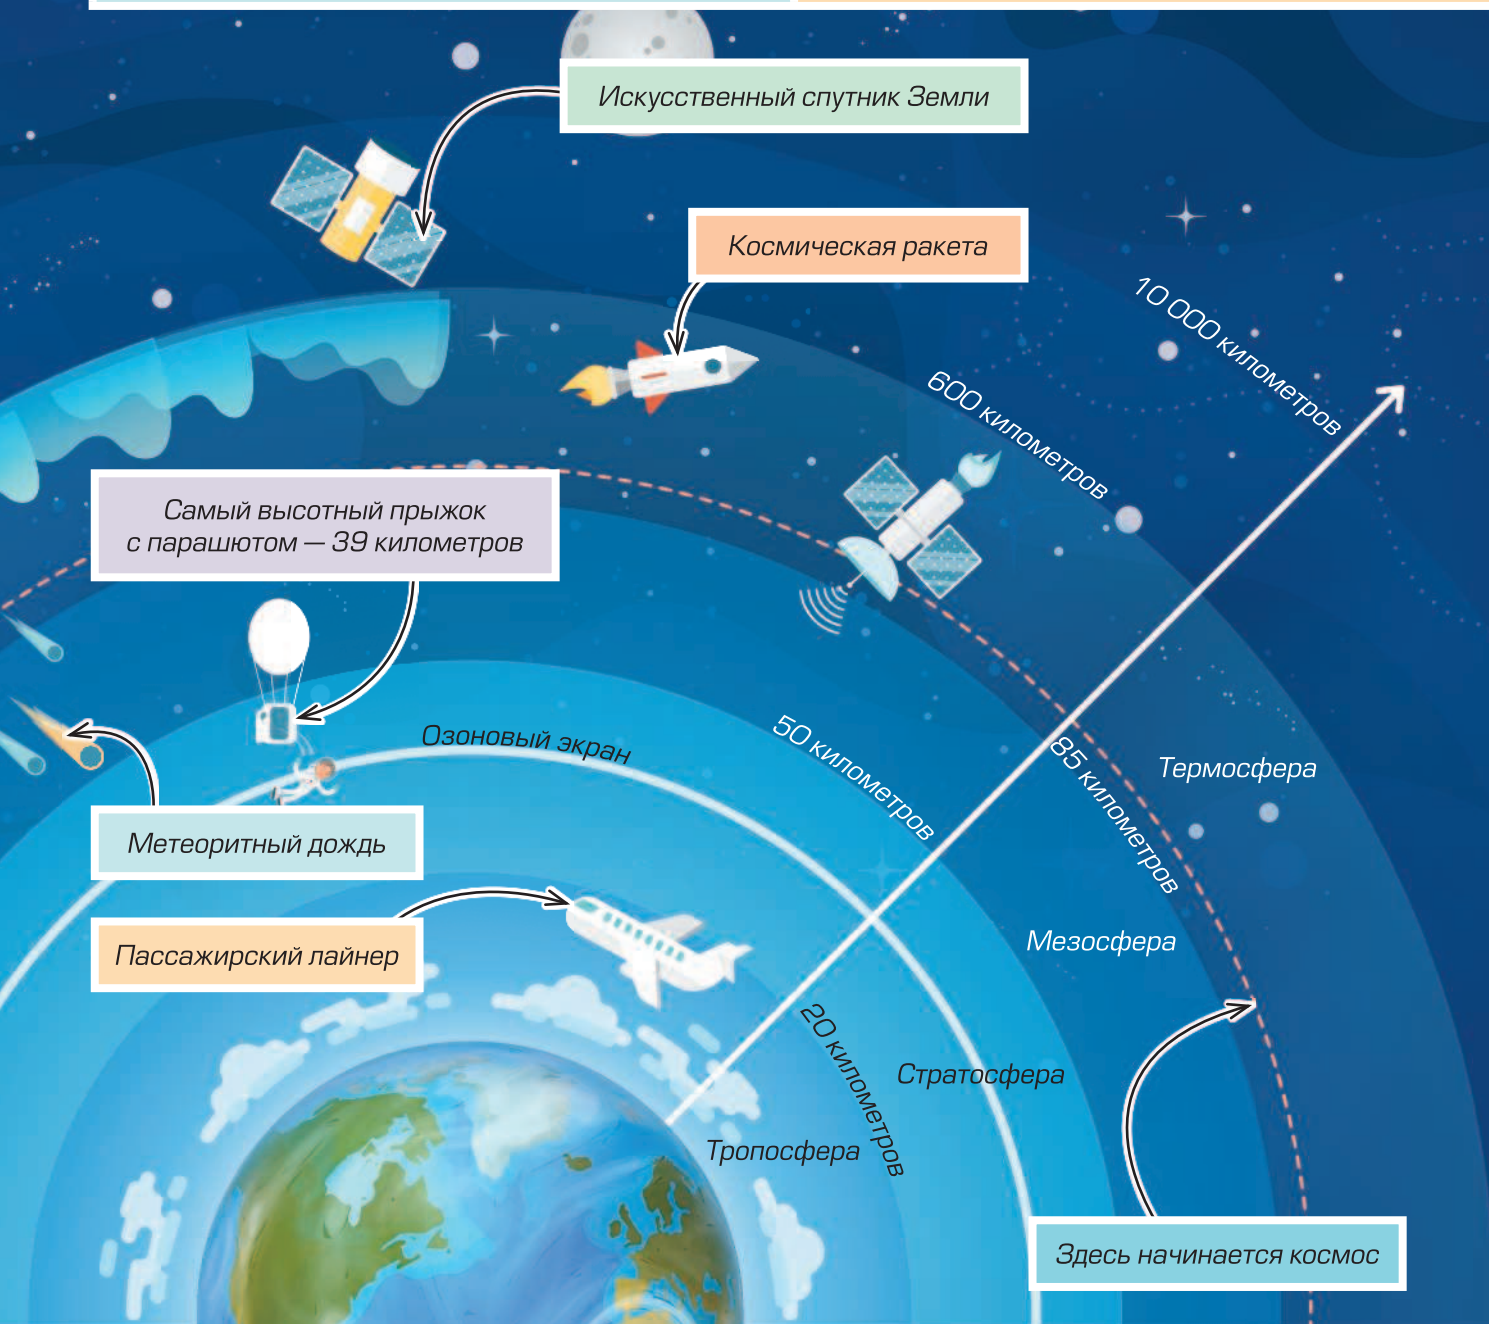 Искусственный спутник Земли
Космическая ракета
10 000 километров
600 километров
Самый высотный прыжок
с парашютом — 39 километров
Озоновый экран
50 километров
85 километров
Термосфера
Метеоритный дождь
Мезосфера
Пассажирский лайнер
20 километров
Стратосфера
Тропосфера
Здесь начинается космос